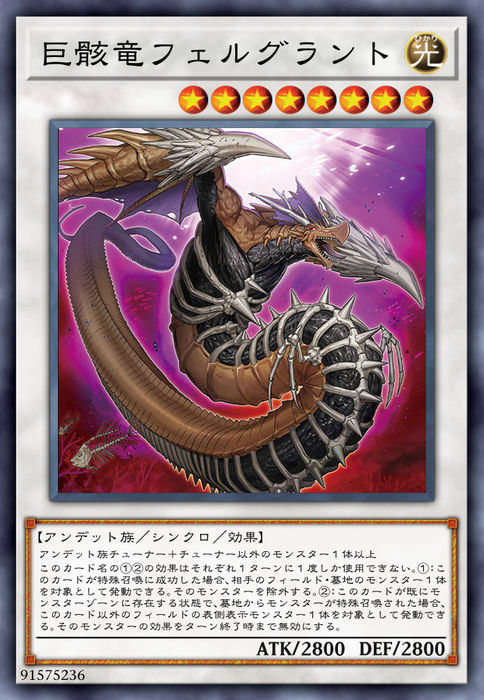 巨骸竜フェルグラント
ひかり
光
【アンデット族／シンクロ／効果】
アンデット族チューナー＋チューナー以外のモンスター１体以上
このカード名の①②の効果はそれぞれ１ターンに１度しか使用できない。①：こ
のカードが特殊召喚に成功した場合、相手のフィールド・墓地のモンスター１体
を対象として発動できる。そのモンスターを除外する。②：このカードが既にモ
ンスターゾーンに存在する状態で、墓地からモンスターが特殊召喚された場合、
このカード以外のフィールドの表側表示モンスター１体を対象として発動でき
る。そのモンスターの効果をターン終了時まで無効にする。
ATK/2800 DEF/2800
91575236